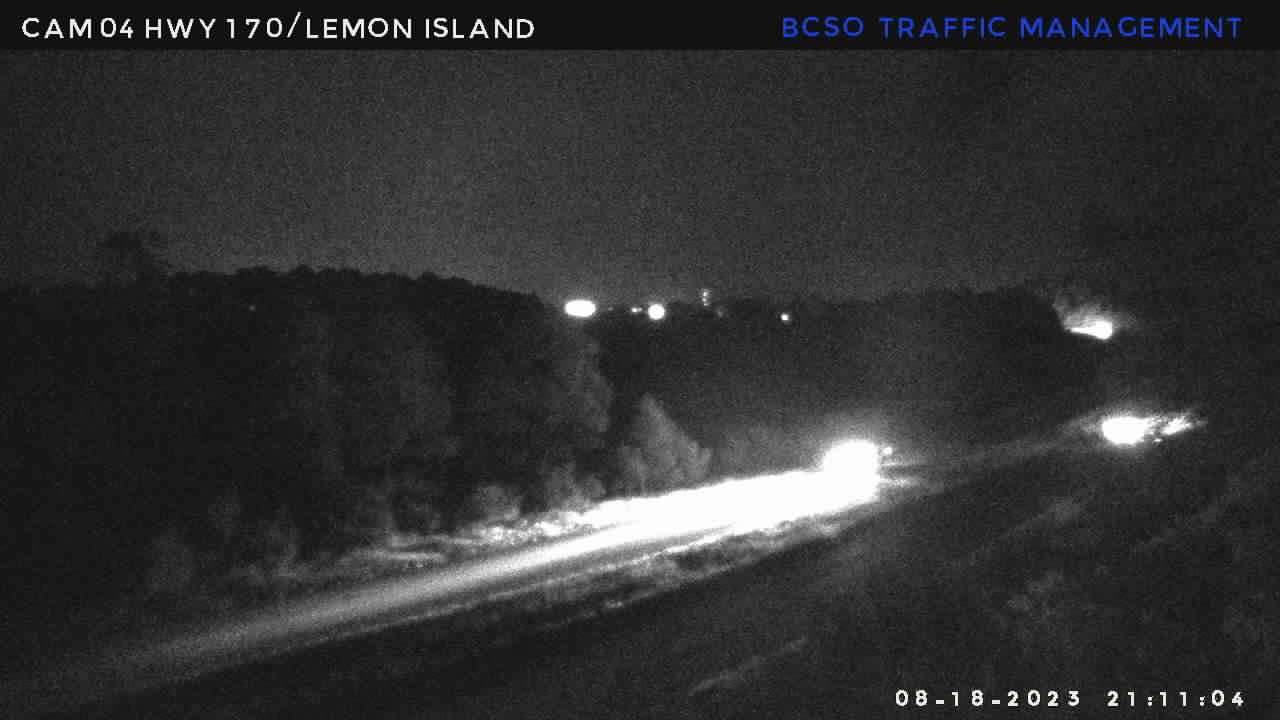 CAM04 HWY 170/LEMON ISLAND
BCSO TRAFFIC MANAGEMENT
08-18-2023 21:11:04